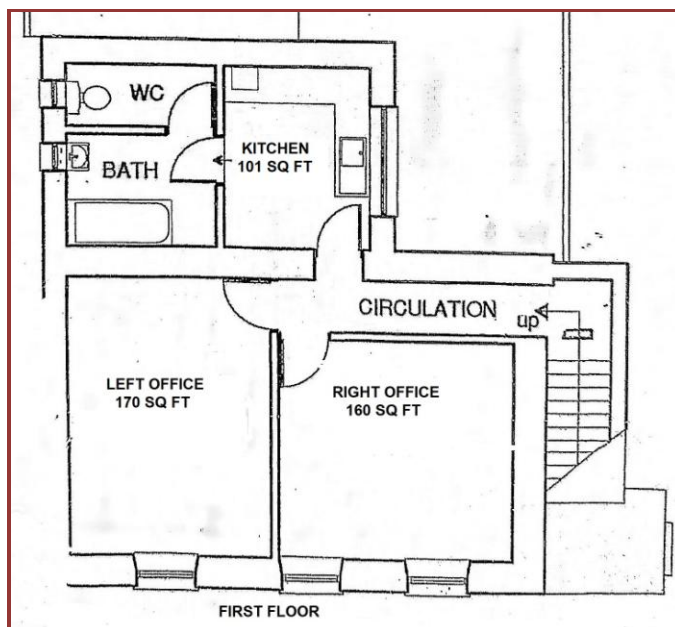 WC
KITCHEN
101 SQ FT
BATH
CIRCULATION
up
LEFT OFFICE
170 SQ FT
RIGHT OFFICE
160 SQ FT
FIRST FLOOR